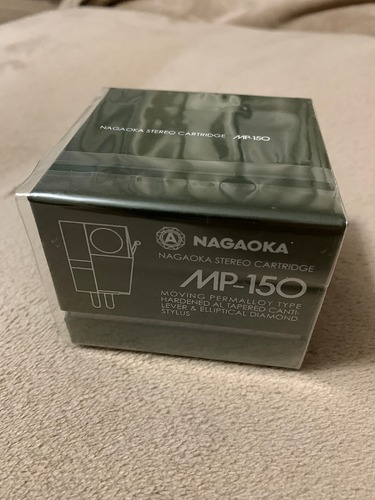 NAGAOKA STEREO CARTRIDGE MP-150
A NAGAOKA
NAGAOKA STEREO CARTRIDGE
MP-150
MOVING PERMALLOY TYPE
HARDENED AL TAPERED CANTI-
LEVER & ELLIPTICAL DIAMOND
STYLUS